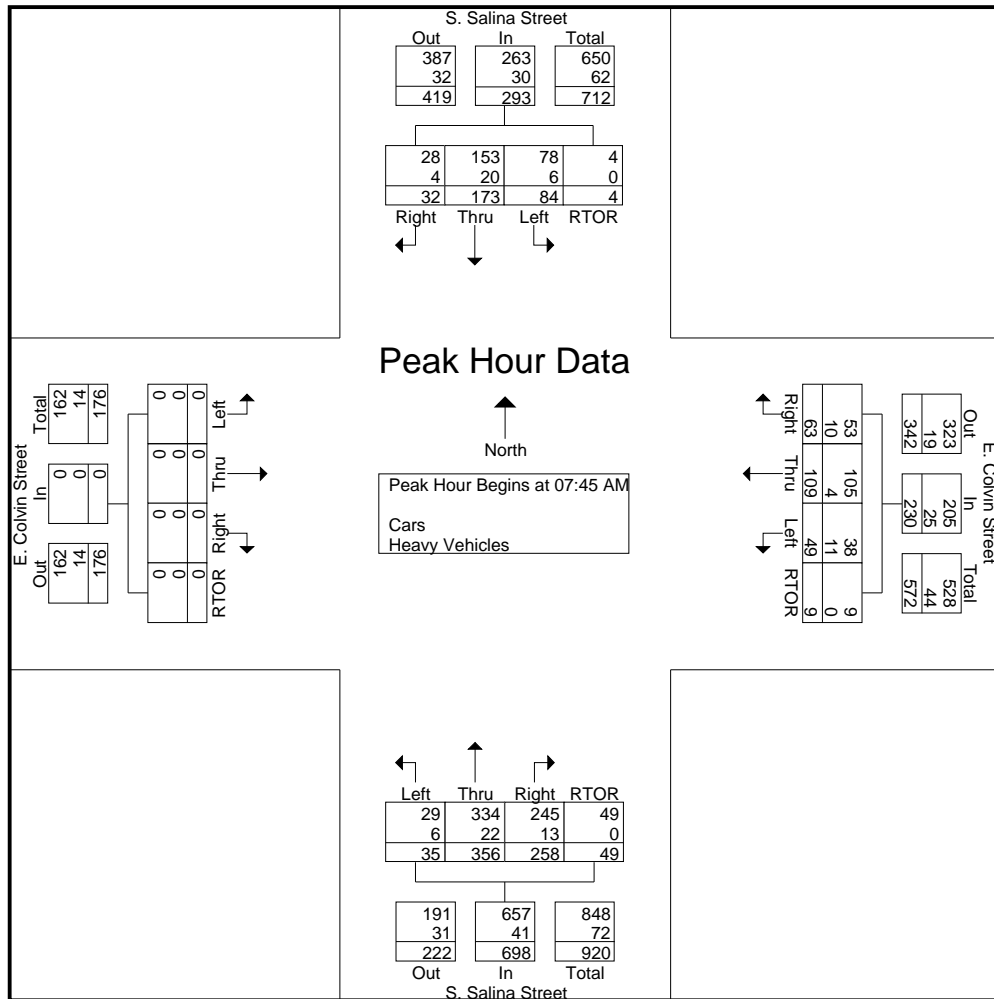 S. Salina Street
Out In Total
387 263 650
32 30 62
419 293 712
28 153 78 4
4 20 6 0
32 173 84 4
Right Thru Left RTOR
Peak Hour Data
North
Peak Hour Begins at 07:45 AM
Cars
Heavy Vehicles
E. Colvin Street
Total In Out
162 0 162
14 0 14
176 0 176
0 0 0 0
0 0 0 0
0 0 0 0
Left Thru Right RTOR
Right Thru Left RTOR
53 105 38 9
10 4 11 0
63 109 49 9
Out In Total
323 205 528
19 25 44
342 230 572
E. Colvin Street
Left Thru Right RTOR
29 334 245 49
6 22 13 0
35 356 258 49
191 657 848
31 41 72
222 698 920
Out In Total
S. Salina Street